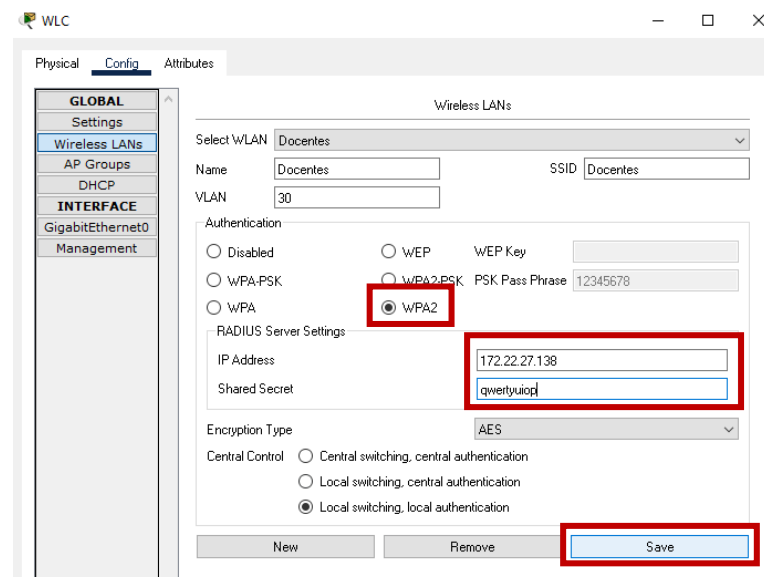 WLC
Physical Config Attributes
GLOBAL
Settings
Wireless LANs
AP Groups
DHCP
INTERFACE
GigabitEthernet0
Management
Wireless LANs
Select WLAN Docentes
Name Docentes SSID Docentes
VLAN 30
Authentication
Disabled WEP WEP Key
WPA-PSK WPA2-PSK PSK Pass Phrase 12345678
WPA WPA2
RADIUS Server Settings
IP Address 172.22.27.138
Shared Secret qwertyuiop
Encryption Type AES
Central Control Central switching, central authentication
Local switching, central authentication
Local switching, local authentication
New Remove Save